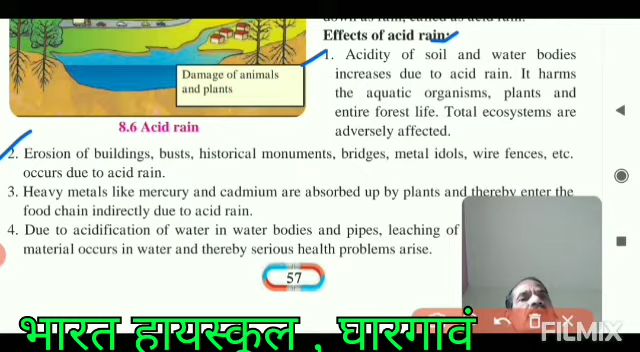 Effects of acid rain:
1. Acidity of soil and water bodies
increases due to acid rain. It harms
the aquatic organisms, plants and
entire forest life. Total ecosystems are
adversely affected.
Damage of animals
and plants
8.6 Acid rain
2. Erosion of buildings, busts, historical monuments, bridges, metal idols, wire fences, etc.
occurs due to acid rain.
3. Heavy metals like mercury and cadmium are absorbed up by plants and thereby enter the
food chain indirectly due to acid rain.
4. Due to acidification of water in water bodies and pipes, leaching of
material occurs in water and thereby serious health problems arise.
57
भारत हायस्कूल , घारगावं
FILMIX